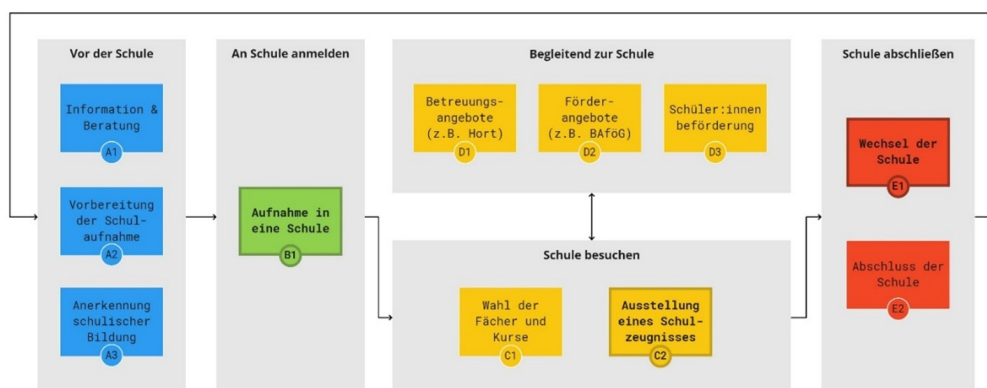 Vor der Schule
Information &
Beratung
A1
Vorbereitung
der Schul-
aufnahme
A2
Anerkennung
schulischer
Bildung
A3
An Schule anmelden
Aufnahme in
eine Schule
B1
Begleitend zur Schule
Betreuungs-
angebote
(z.B. Hort)
D1
Förder-
angebote
(z.B. BAföG)
D2
Schüler:innen
beförderung
D3
Schule besuchen
Wahl der
Fächer und
Kurse
C1
Ausstellung
eines Schul-
zeugnisses
C2
Schule abschließen
Wechsel der
Schule
E1
Abschluss der
Schule
E2